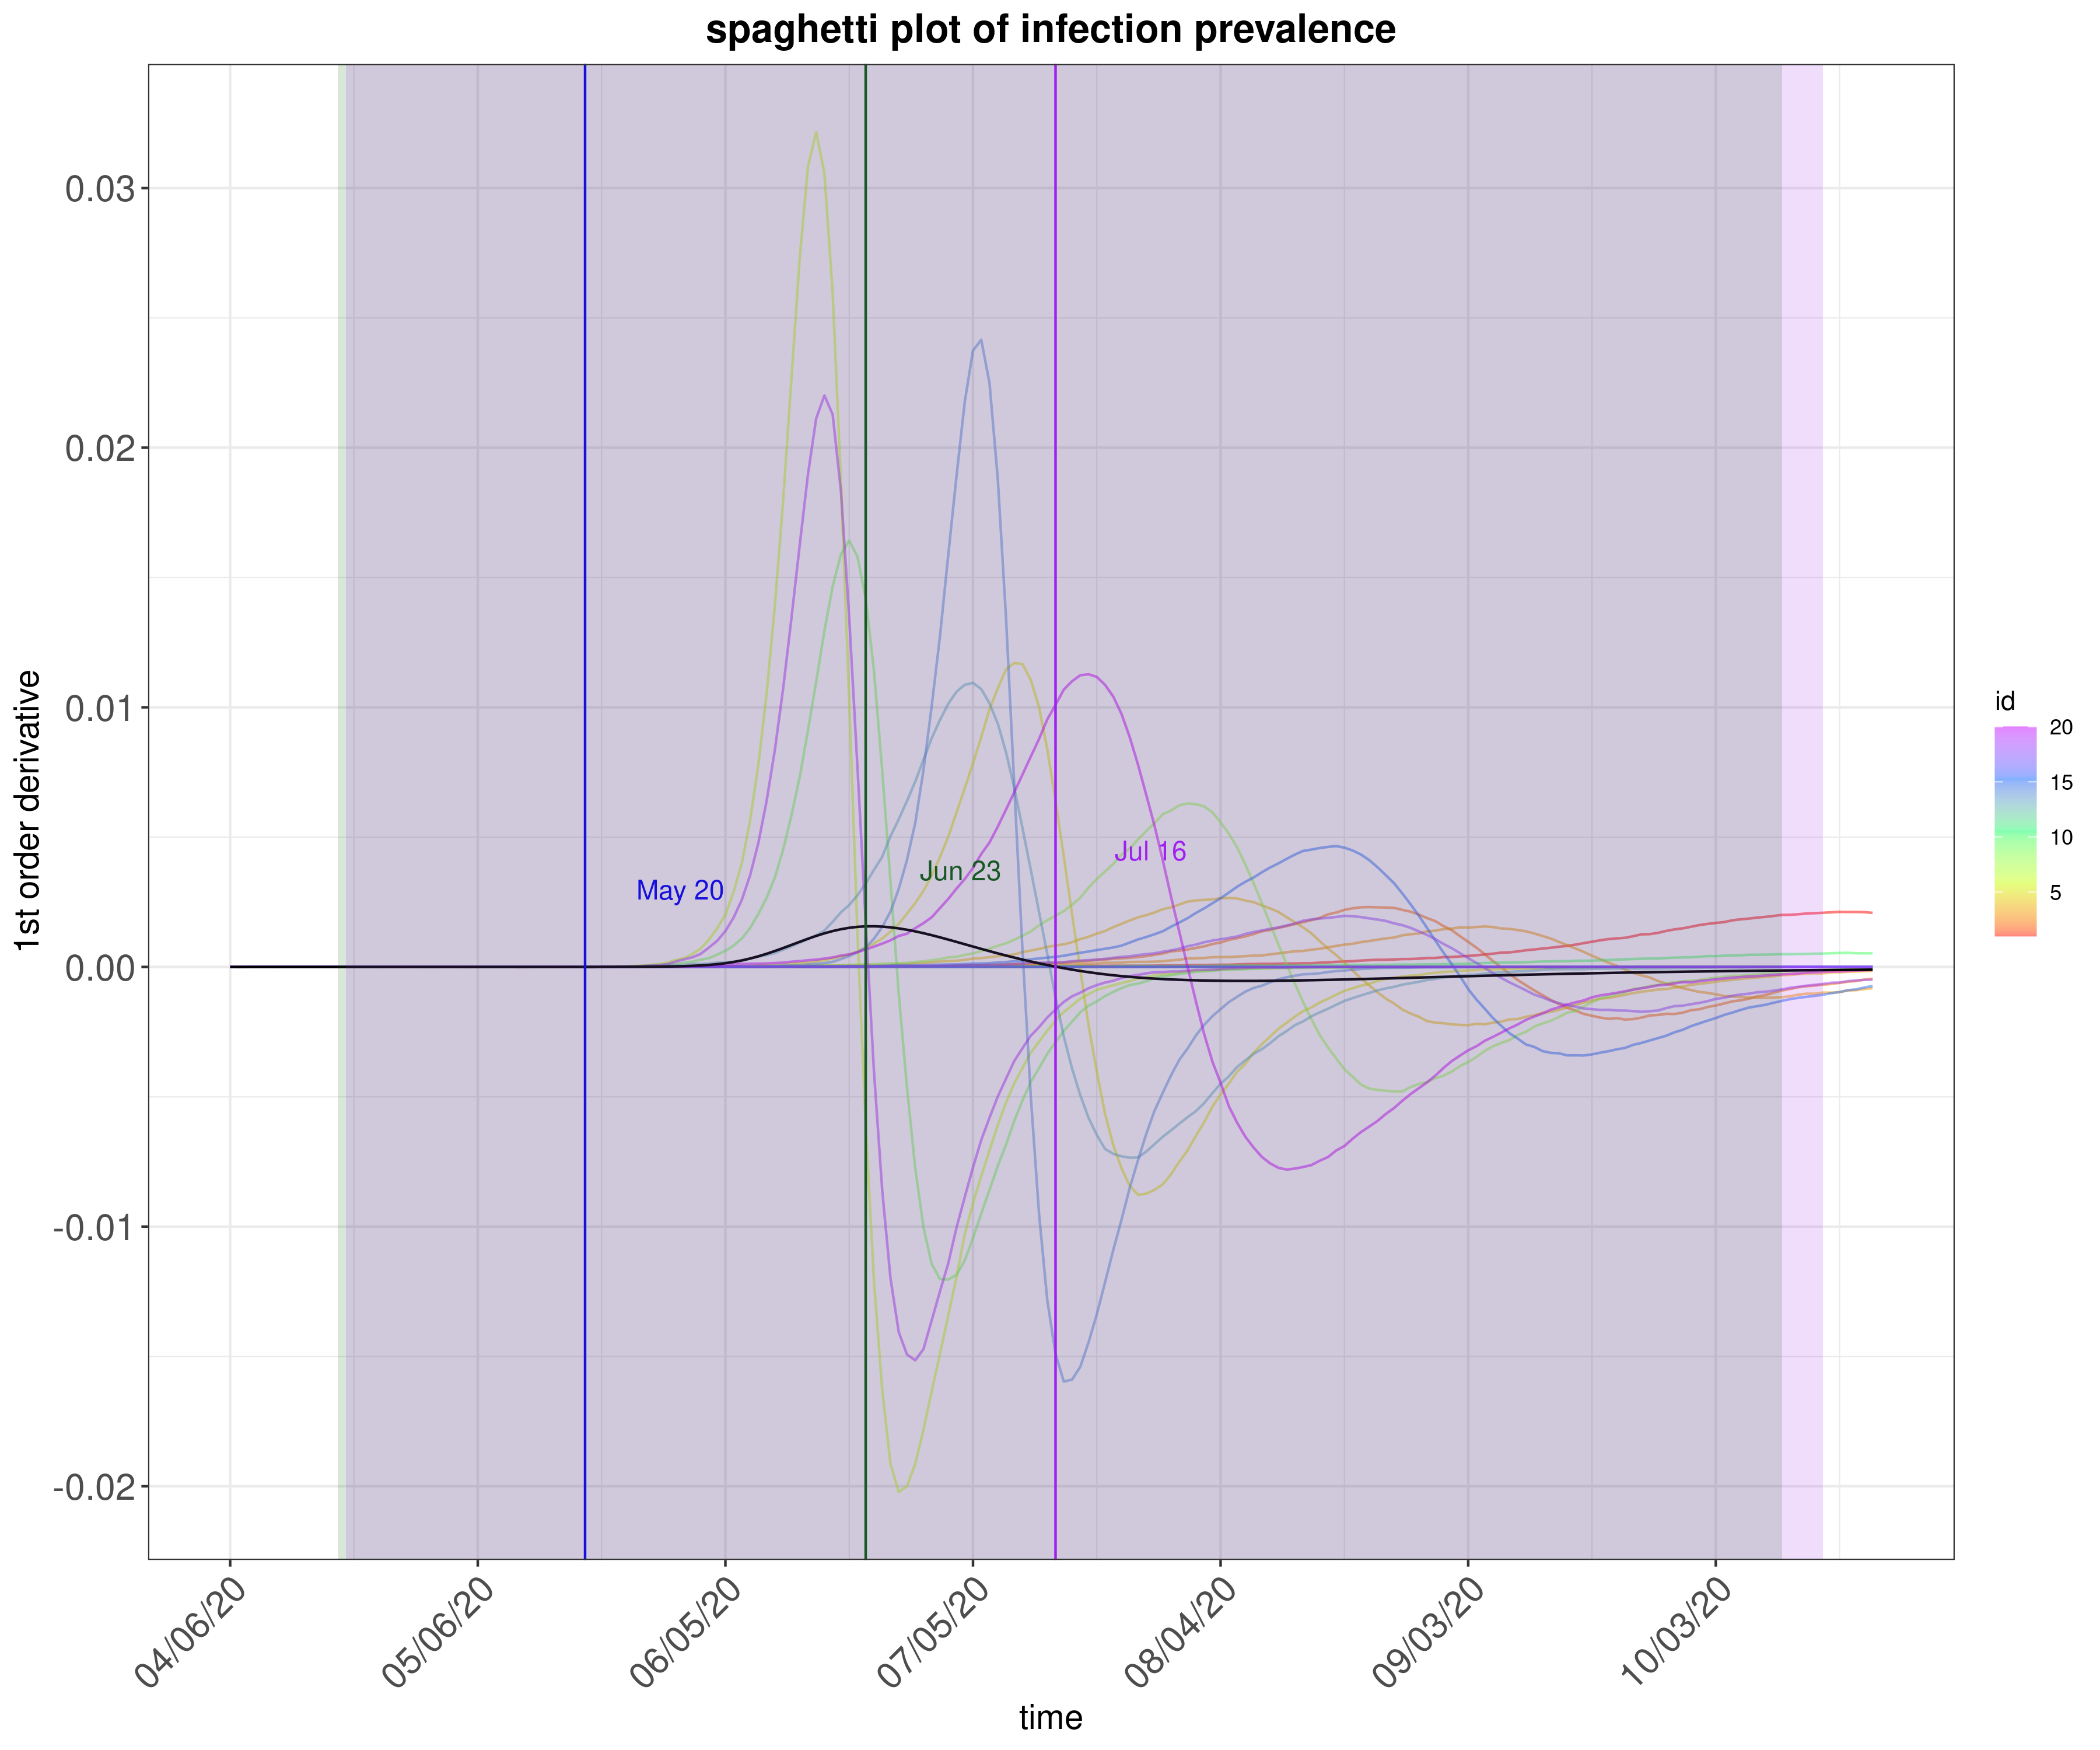 spaghetti plot of infection prevalence
1st order derivative
0.03
0.02
0.01
0.00
-0.01
-0.02
May 20
Jun 23
Jul 16
04/06/20
05/06/20
06/05/20
07/05/20
08/04/20
09/03/20
10/03/20
time
id
20
15
10
5